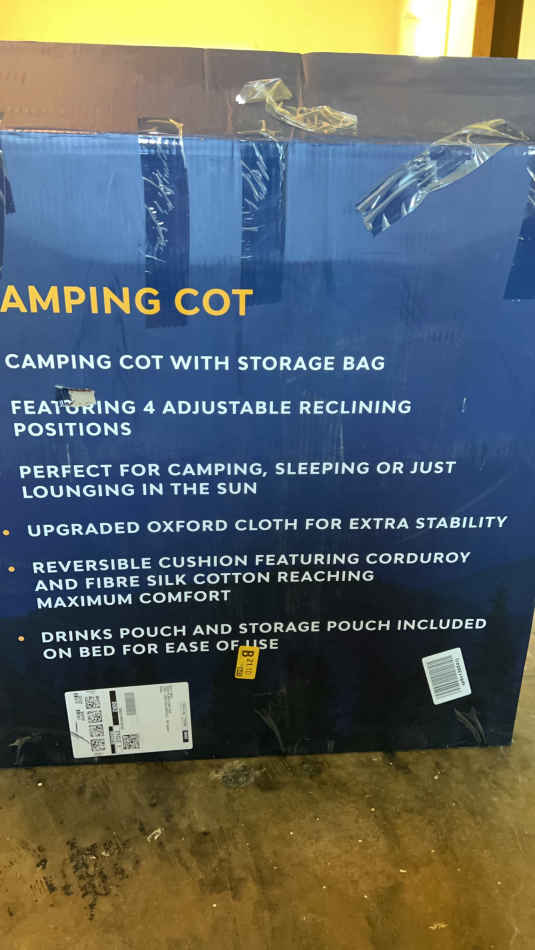 AMPING COT
CAMPING COT WITH STORAGE BAG
FEATURING 4 ADJUSTABLE RECLINING
POSITIONS
PERFECT FOR CAMPING, SLEEPING OR JUST
LOUNGING IN THE SUN
• UPGRADED OXFORD CLOTH FOR EXTRA STABILITY
• REVERSIBLE CUSHION FEATURING CORDUROY
AND FIBRE SILK COTTON REACHING
MAXIMUM COMFORT
• DRINKS POUCH AND STORAGE POUCH INCLUDED
ON BED FOR EASE OF USE
B